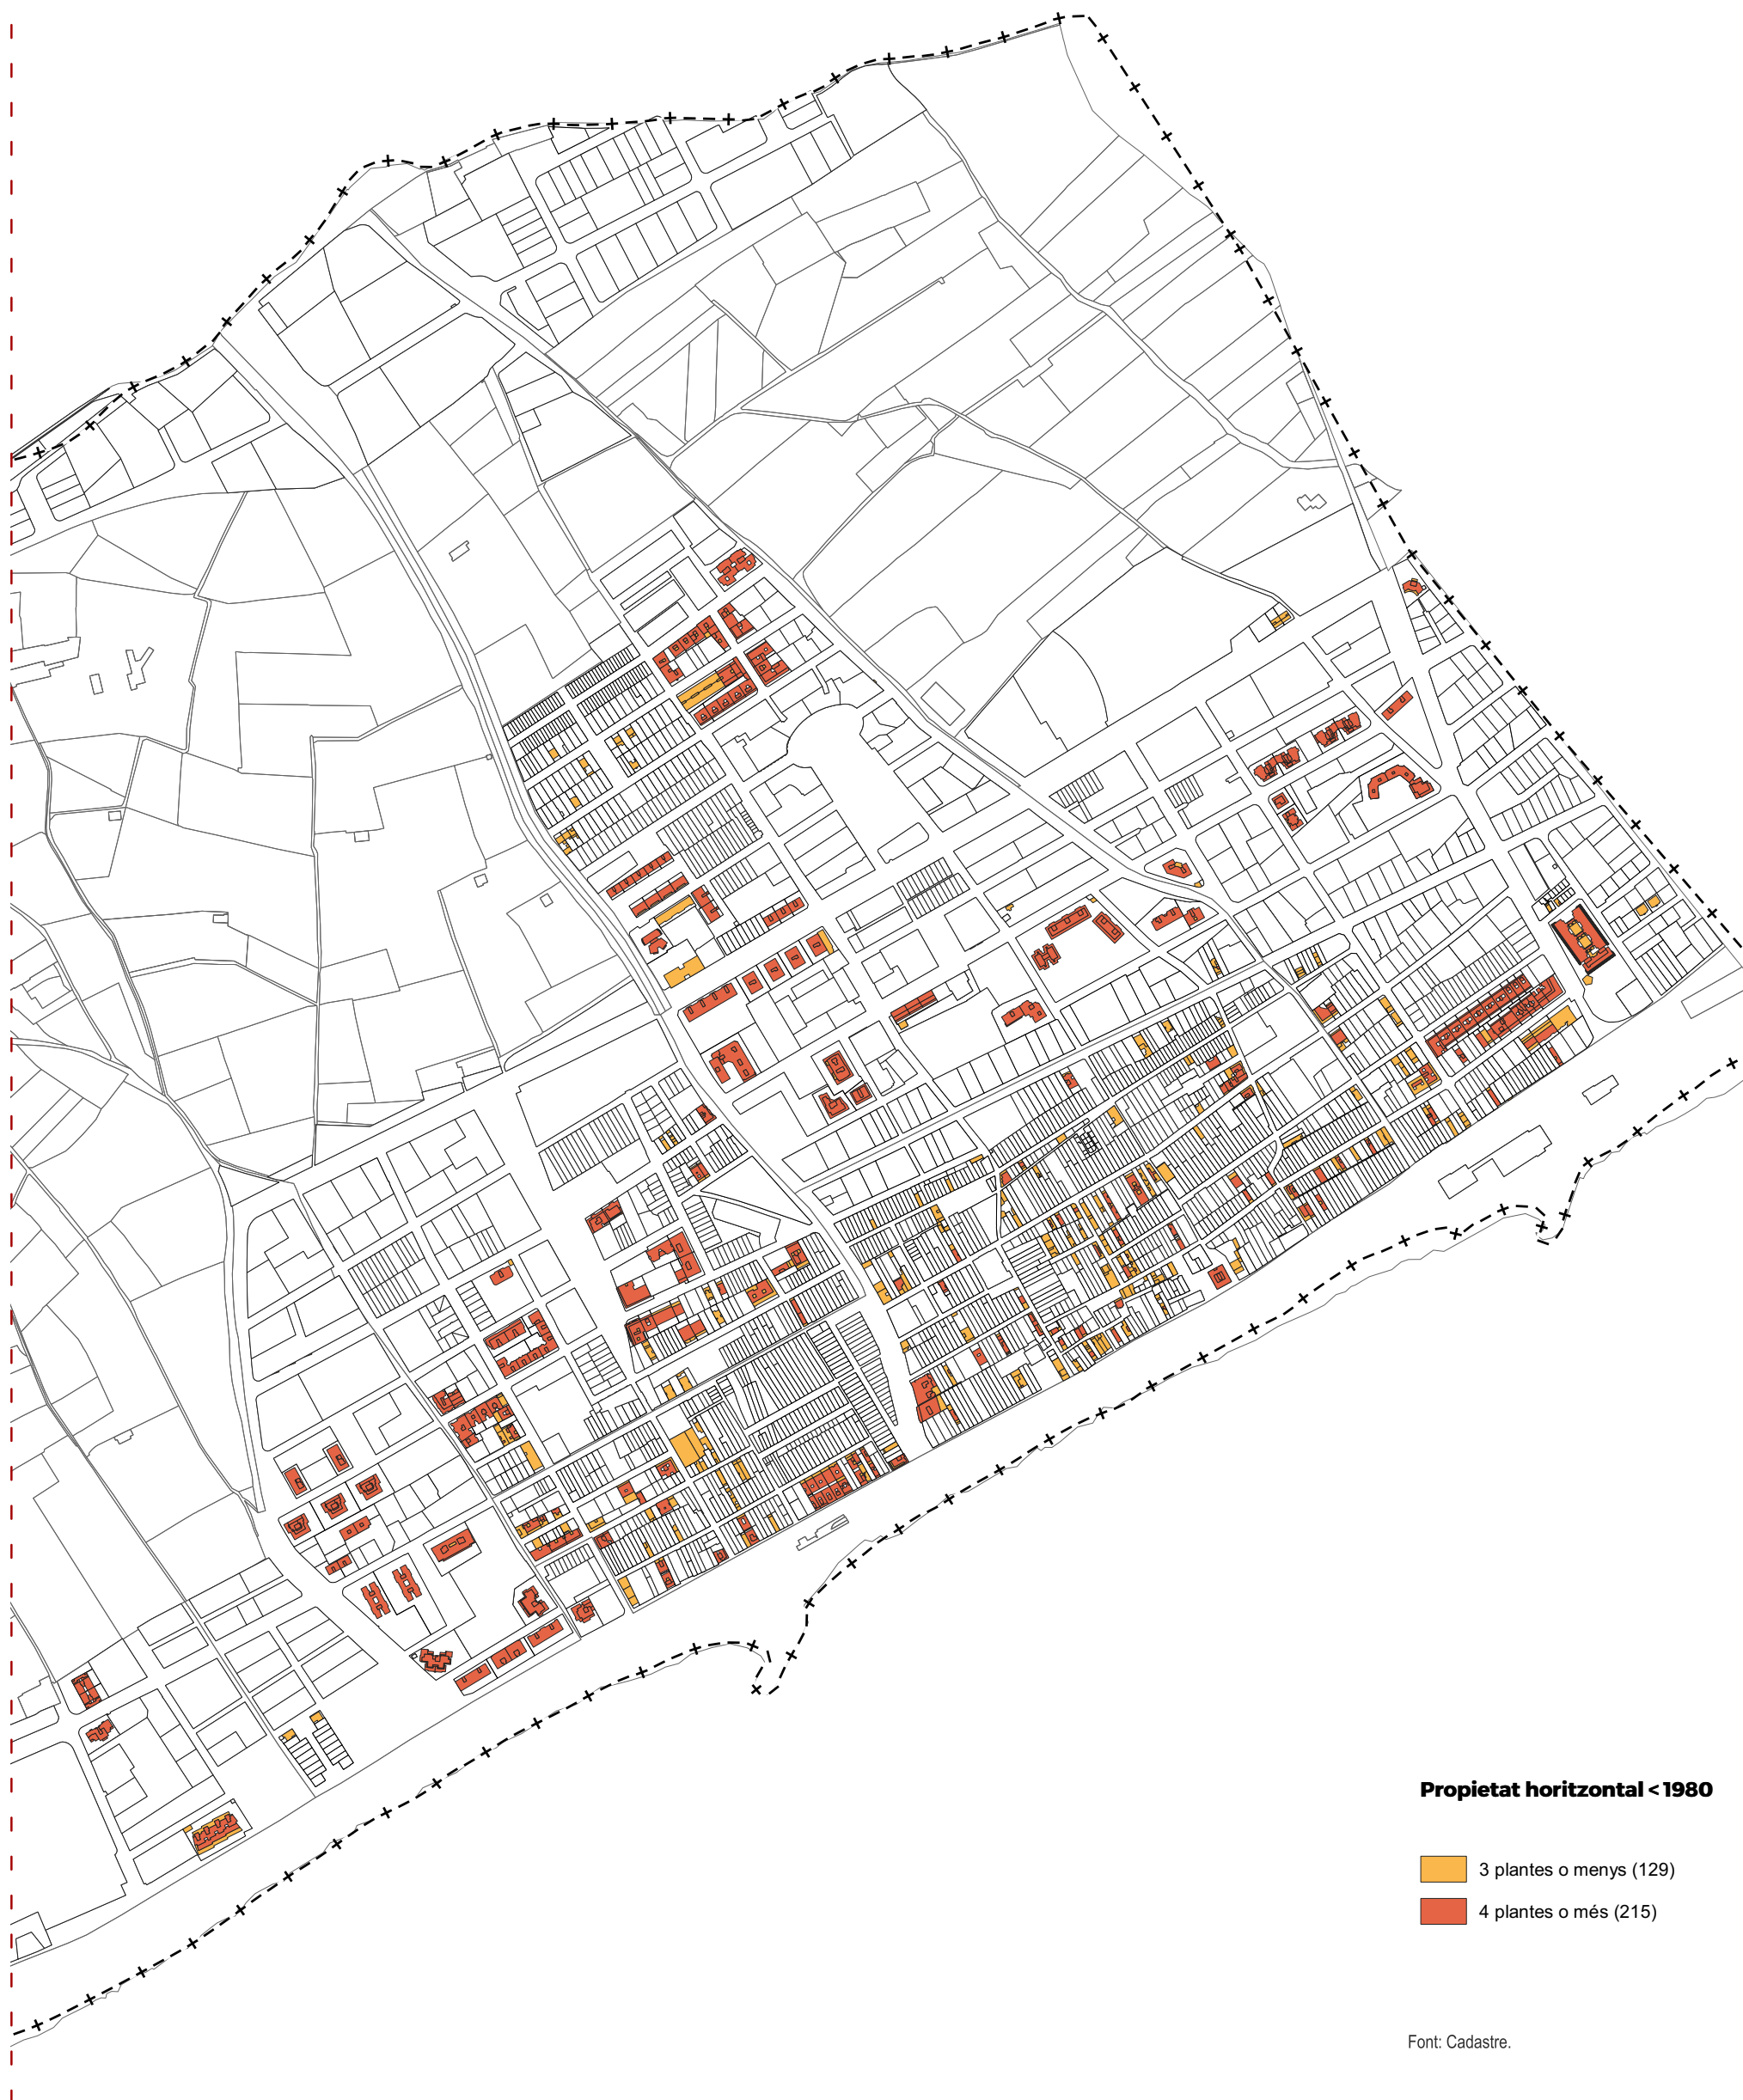 Propietat horitzontal < 1980
3 plantes o menys (129)
4 plantes o més (215)
Font: Cadastre.